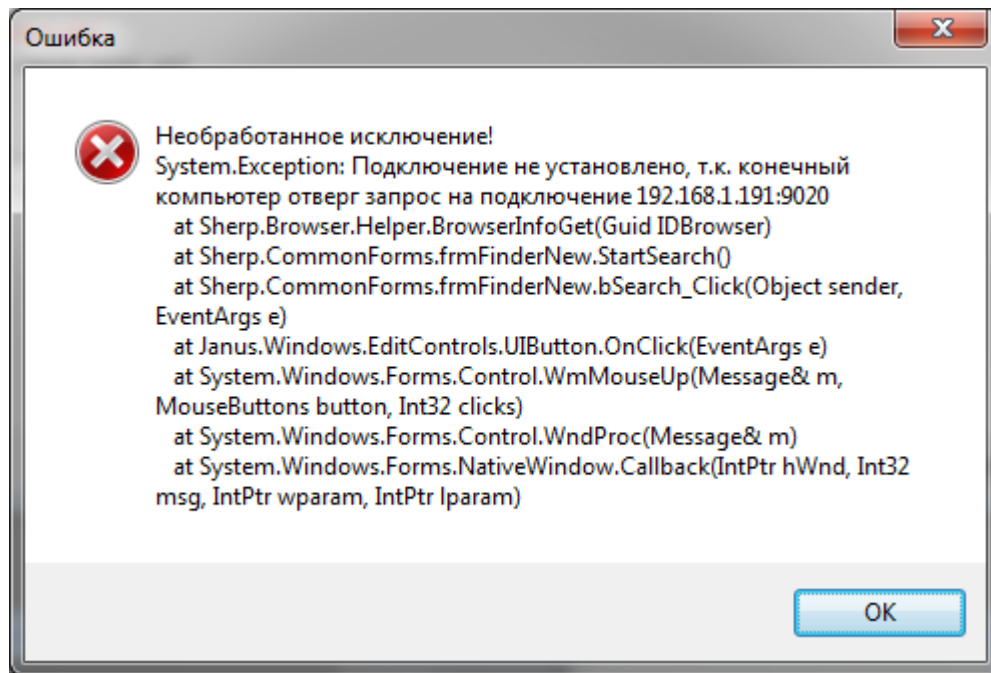 Ошибка
Необработанное исключение!
System.Exception: Подключение не установлено, т.к. конечный
компьютер отверг запрос на подключение 192.168.1.191:9020
at Sherp.Browser.Helper.BrowserInfoGet(Guid IDBrowser)
at Sherp.CommonForms.frmFinderNew.StartSearch()
at Sherp.CommonForms.frmFinderNew.bSearch_Click(Object sender,
EventArgs e)
at Janus.Windows.EditControls.UIButton.OnClick(EventArgs e)
at System.Windows.Forms.Control.WmMouseUp(Message& m,
MouseButtons button, Int32 clicks)
at System.Windows.Forms.Control.WndProc(Message& m)
at System.Windows.Forms.NativeWindow.Callback(IntPtr hWnd, Int32
msg, IntPtr wparam, IntPtr lparam)
OK